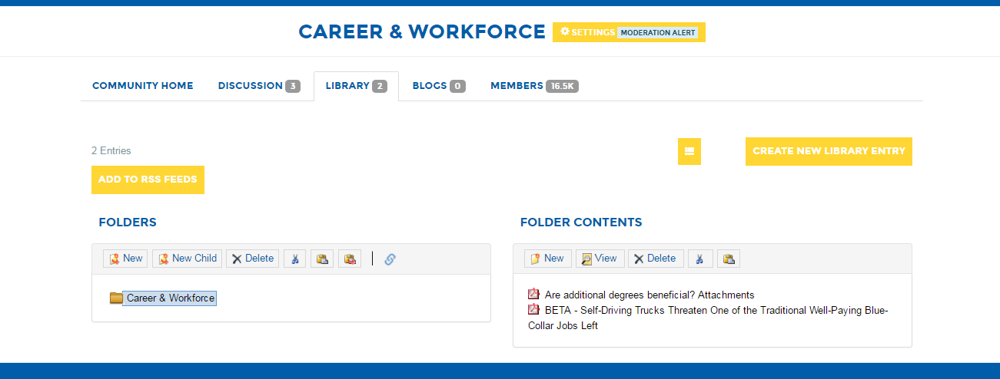 CAREER & WORKFORCE SETTINGS MODERATION ALERT
COMMUNITY HOME DISCUSSION 3 LIBRARY 2 BLOGS 0 MEMBERS 16.5K
2 Entries CREATE NEW LIBRARY ENTRY
ADD TO RSS FEEDS
FOLDERS
New New Child Delete
Career & Workforce
FOLDER CONTENTS
New View Delete
Are additional degrees beneficial? Attachments
BETA - Self-Driving Trucks Threaten One of the Traditional Well-Paying Blue-
Collar Jobs Left